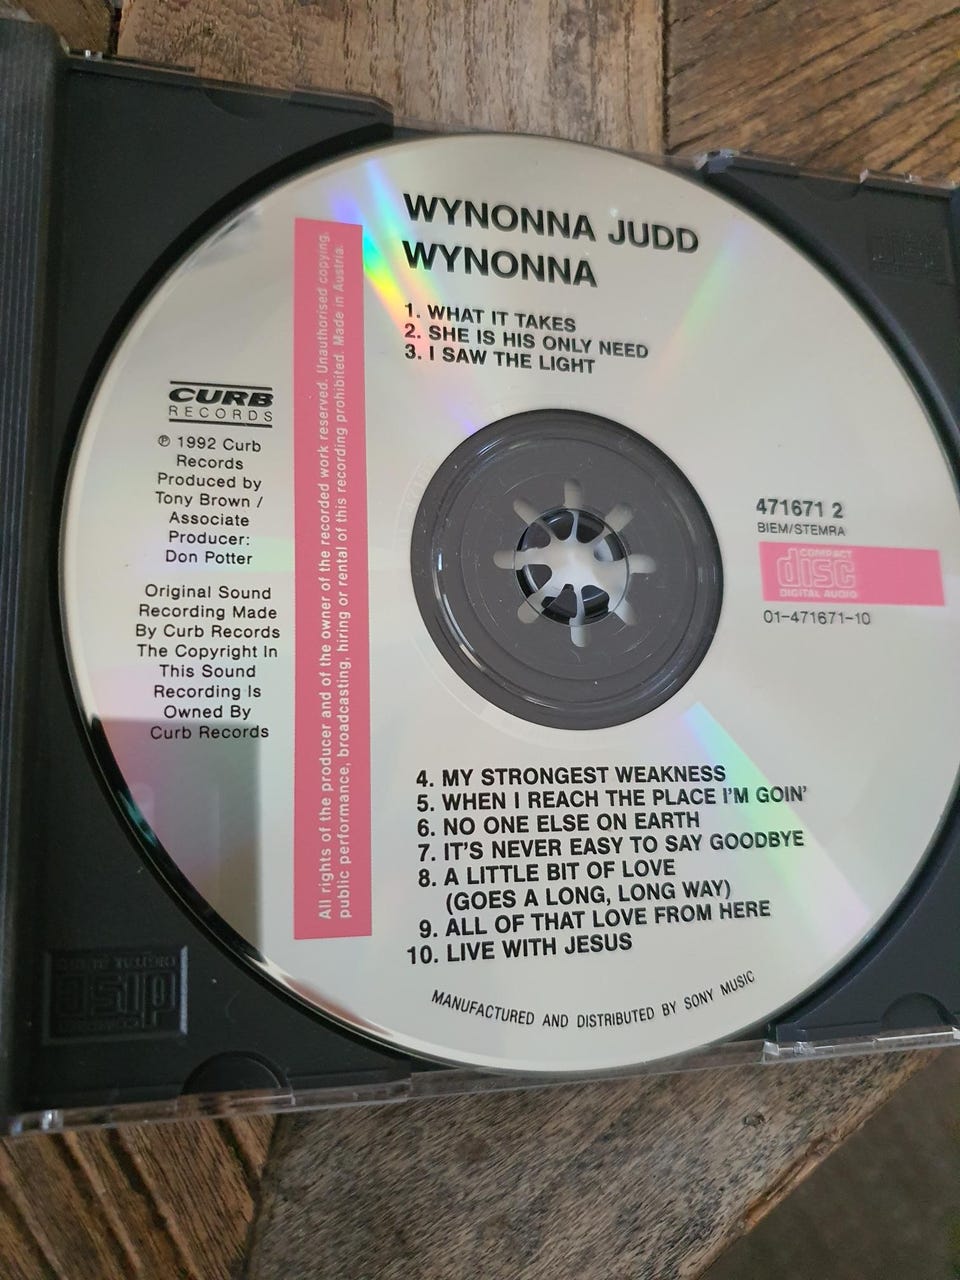 WYNONNA JUDD
WYNONNA
1. WHAT IT TAKES
2. SHE IS HIS ONLY NEED
3. I SAW THE LIGHT
All rights of the producer and of the owner of the recorded work reserved. Unauthorised copying,
public performance, broadcasting, hiring or rental of this recording prohibited. Made in Austria.
CURB
RECORDS
℗ 1992 Curb
Records
Produced by
Tony Brown /
Associate
Producer:
Don Potter
Original Sound
Recording Made
By Curb Records
The Copyright In
This Sound
Recording Is
Owned By
Curb Records
471671 2
BIEM/STEMRA
COMPACT
disc
DIGITAL AUDIO
01-471671-10
4. MY STRONGEST WEAKNESS
5. WHEN I REACH THE PLACE I'M GOIN'
6. NO ONE ELSE ON EARTH
7. IT'S NEVER EASY TO SAY GOODBYE
8. A LITTLE BIT OF LOVE
(GOES A LONG, LONG WAY)
9. ALL OF THAT LOVE FROM HERE
10. LIVE WITH JESUS
MANUFACTURED AND DISTRIBUTED BY SONY MUSIC
COMPACT
disc
DIGITAL AUDIO